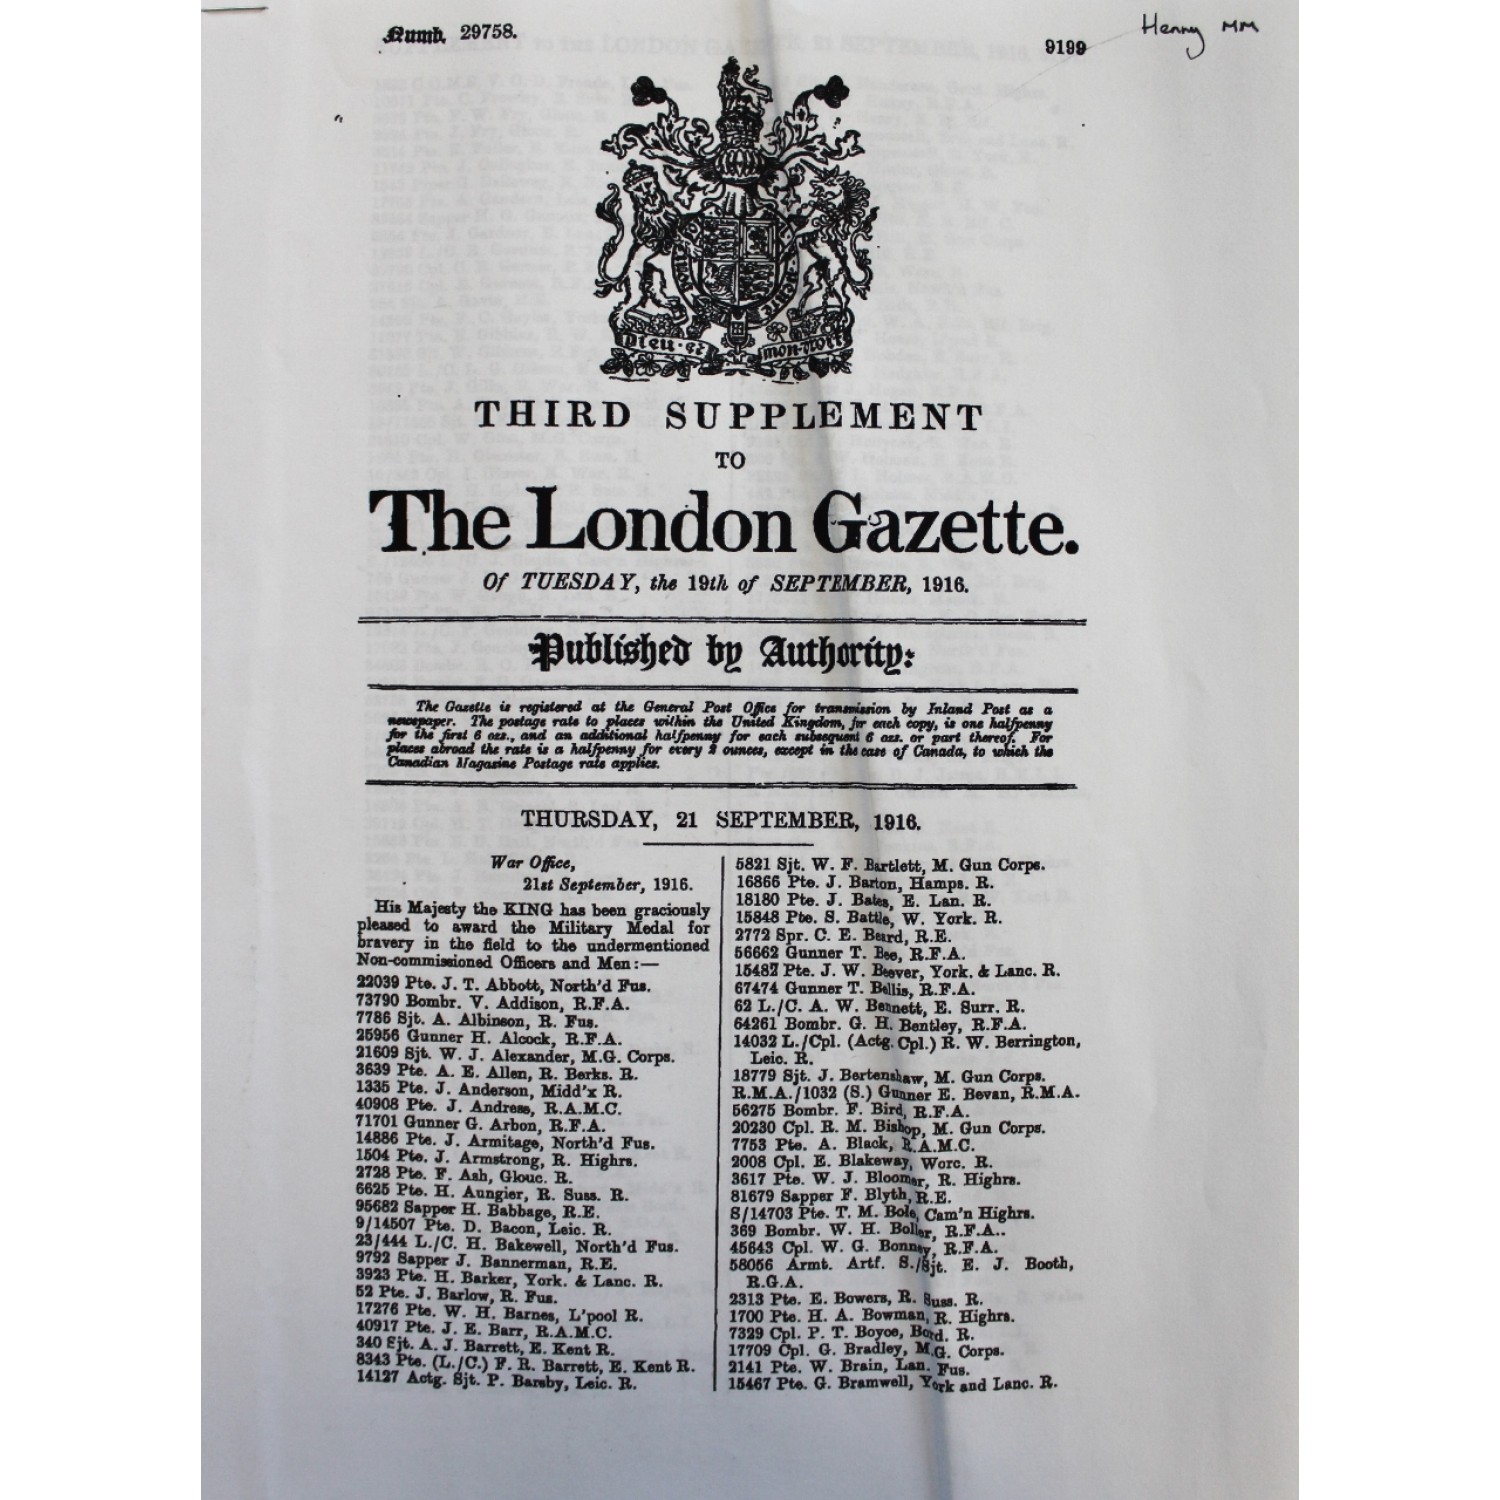 Numb. 29758.
9199
Henry MM
DIEU · ET
MON · DROIT
THIRD SUPPLEMENT
TO
The London Gazette.
Of TUESDAY, the 19th of SEPTEMBER, 1916.
Published by Authority.
The Gazette is registered at the General Post Office for transmission by Inland Post as a
newspaper. The postage rate to places within the United Kingdom, for each copy, is one halfpenny
for the first 6 ozs., and an additional halfpenny for each subsequent 6 ozs. or part thereof. For
places abroad the rate is a halfpenny for every 2 ounces, except in the case of Canada, to which the
Canadian Magazine Postage rate applies.
THURSDAY, 21 SEPTEMBER, 1916.
War Office,
21st September, 1916.
His Majesty the KING has been graciously
pleased to award the Military Medal for
bravery in the field to the undermentioned
Non-commissioned Officers and Men:—
22039 Pte. J. T. Abbott, North'd Fus.
73790 Bombr. V. Addison, R.F.A.
7786 Sjt. A. Albinson, R. Fus.
25956 Gunner H. Alcock, R.F.A.
21609 Sjt. W. J. Alexander, M.G. Corps.
3639 Pte. A. E. Allen, R. Berks. R.
1335 Pte. J. Anderson, Midd'x R.
40908 Pte. J. Andress, R.A.M.C.
71701 Gunner G. Arbon, R.F.A.
14886 Pte. J. Armitage, North'd Fus.
1504 Pte. J. Armstrong, R. Highrs.
2728 Pte. F. Ash, Glouc. R.
6625 Pte. H. Aungier, R. Suss. R.
95682 Sapper H. Babbage, R.E.
9/14507 Pte. D. Bacon, Leic. R.
23/444 L./C. H. Bakewell, North'd Fus.
9792 Sapper J. Bannerman, R.E.
3923 Pte. H. Barker, York. & Lanc. R.
52 Pte. J. Barlow, R. Fus.
17276 Pte. W. H. Barnes, L'pool R.
40917 Pte. J. E. Barr, R.A.M.C.
340 Sjt. A. J. Barrett, E. Kent R.
8343 Pte. (L./C.) F. R. Barrett, E. Kent R.
14127 Actg. Sjt. P. Barsby, Leic. R.
5821 Sjt. W. F. Bartlett, M. Gun Corps.
16866 Pte. J. Barton, Hamps. R.
18180 Pte. J. Bates, E. Lan. R.
15848 Pte. S. Battle, W. York. R.
2772 Spr. C. E. Beard, R.E.
56662 Gunner T. Bee, R.F.A.
15487 Pte. J. W. Beever, York. & Lanc. R.
67474 Gunner T. Bellis, R.F.A.
62 L./C. A. W. Bennett, E. Surr. R.
64261 Bombr. G. H. Bentley, R.F.A.
14032 L./Cpl. (Actg. Cpl.) R. W. Berrington,
Leic. R.
18779 Sjt. J. Bertenshaw, M. Gun Corps.
R.M.A./1032 (S.) Gunner E. Bevan, R.M.A.
56275 Bombr. F. Bird, R.F.A.
20230 Cpl. R. M. Bishop, M. Gun Corps.
7753 Pte. A. Black, R.A.M.C.
2008 Cpl. E. Blakeway, Worc. R.
3617 Pte. W. J. Bloomer, R. Highrs.
81679 Sapper F. Blyth, R.E.
S/14703 Pte. T. M. Bole, Cam'n Highrs.
369 Bombr. W. H. Boller, R.F.A..
45643 Cpl. W. G. Bonney, R.F.A.
58056 Armt. Artf. S./Sjt. E. J. Booth,
R.G.A.
2313 Pte. E. Bowers, R. Suss. R.
1700 Pte. H. A. Bowman, R. Highrs.
7329 Cpl. P. T. Boyce, Bord. R.
17709 Cpl. G. Bradley, M.G. Corps.
2141 Pte. W. Brain, Lan. Fus.
15467 Pte. G. Bramwell, York and Lanc. R.